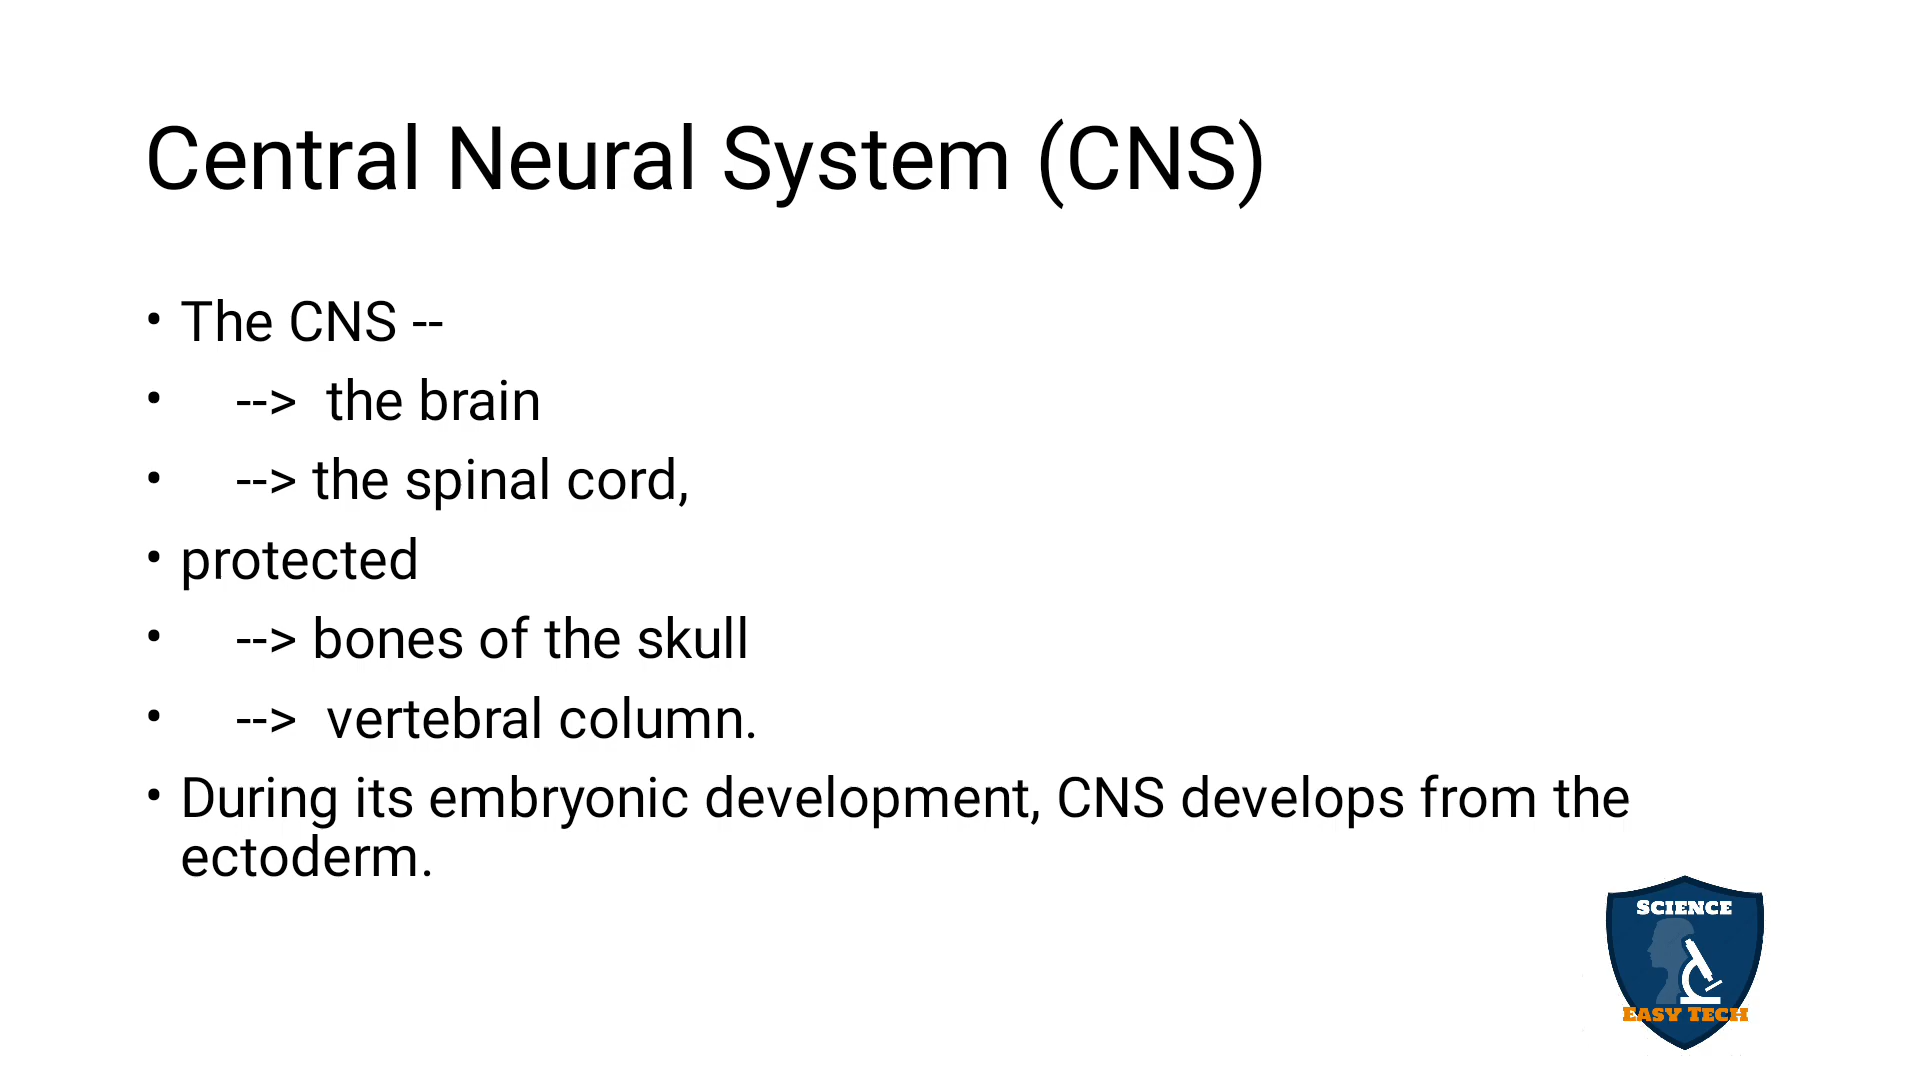 Central Neural System (CNS)
• The CNS --
• --> the brain
• --> the spinal cord,
• protected
• --> bones of the skull
• --> vertebral column.
• During its embryonic development, CNS develops from the
ectoderm.
SCIENCE
EASY TECH